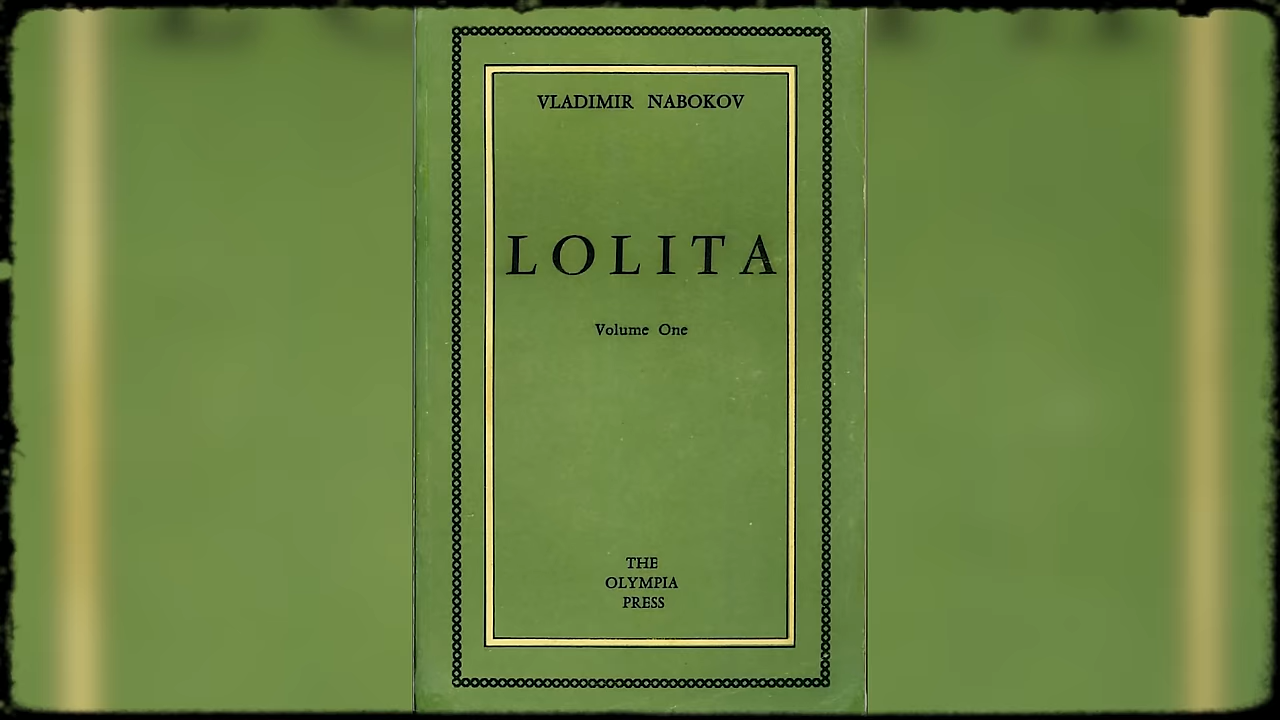 VLADIMIR NABOKOV
LOLITA
Volume One
THE
OLYMPIA
PRESS